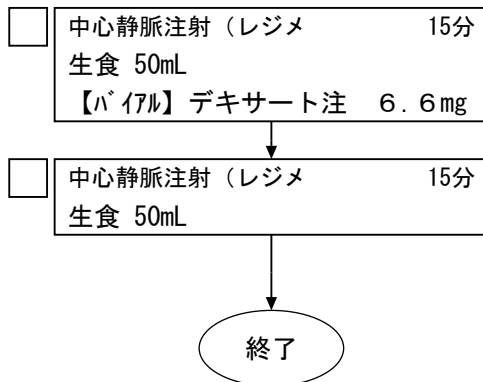 中心静脈注射（レジメ 15分
生食 50mL
【ﾊﾞｲｱﾙ】デキサート注 ６.６mg
中心静脈注射（レジメ 15分
生食 50mL
終了